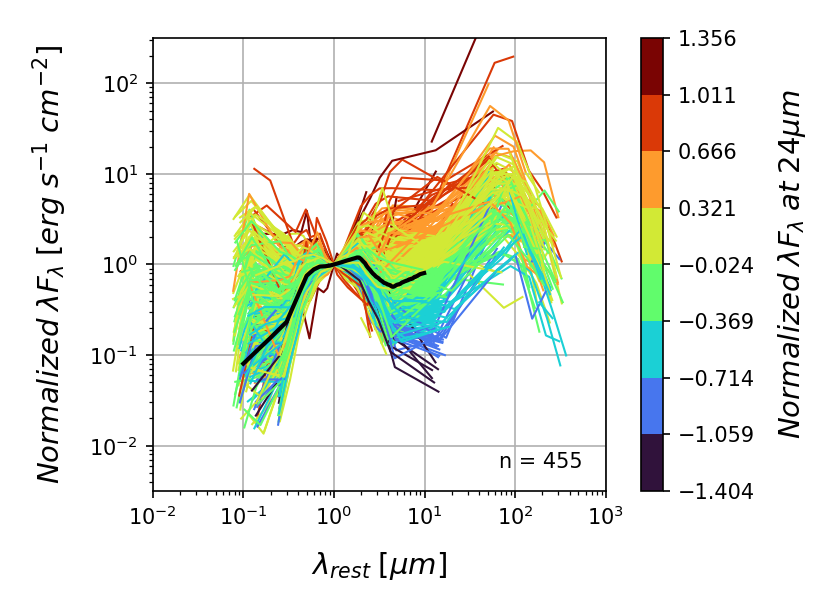 Normalized λF_λ [erg s⁻¹ cm⁻²]
10²
10¹
10⁰
10⁻¹
10⁻²
n = 455
10⁻² 10⁻¹ 10⁰ 10¹ 10² 10³
λ_rest [μm]
1.356
1.011
0.666
0.321
−0.024
−0.369
−0.714
−1.059
−1.404
Normalized λF_λ at 24μm